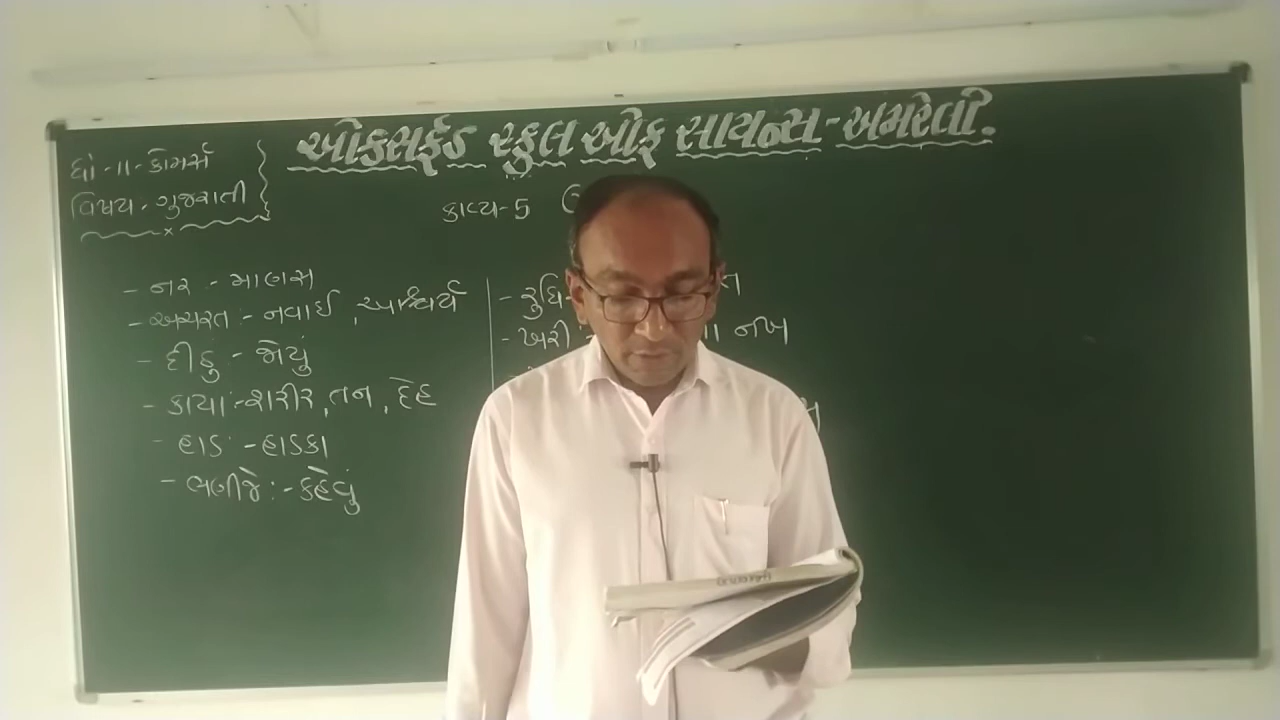 ઓક્સફર્ડ સ્કુલ ઓફ સાયન્સ - અમરેલી.
ધો - ૧૧ - કોમર્સ
વિષય - ગુજરાતી
કાવ્ય - 5
- નર - માણસ
- અચરત :- નવાઈ , આશ્ચર્ય
- દીઠું - જોયું
- કાયા :- શરીર , તન , દેહ
- હાડ - હાડકા
- ભણીજે :- કહેવું
- રુધિ
- ખરી નખ